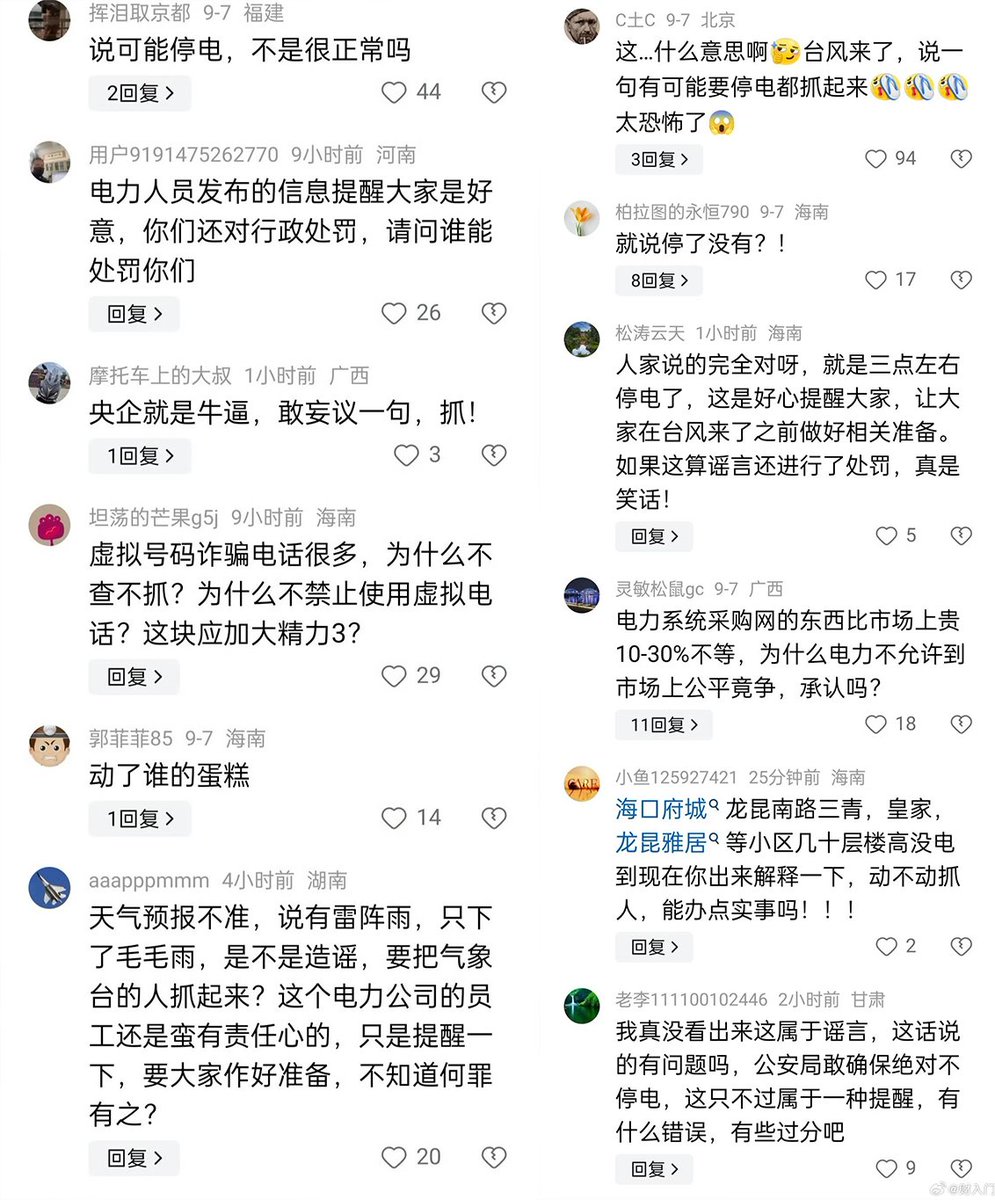 挥泪取京都 9-7 福建
说可能停电，不是很正常吗
2回复 >
44
用户9191475262770 9小时前 河南
电力人员发布的信息提醒大家是好
意，你们还对行政处罚，请问谁能
处罚你们
回复 >
26
摩托车上的大叔 1小时前 广西
央企就是牛逼，敢妄议一句，抓！
1回复 >
3
坦荡的芒果g5j 9小时前 海南
虚拟号码诈骗电话很多，为什么不
查不抓？为什么不禁止使用虚拟电
话？这块应加大精力3？
回复 >
29
郭菲菲85 9-7 海南
动了谁的蛋糕
1回复 >
14
aaapppmmm 4小时前 湖南
天气预报不准，说有雷阵雨，只下
了毛毛雨，是不是造谣，要把气象
台的人抓起来？这个电力公司的员
工还是蛮有责任心的，只是提醒一
下，要大家作好准备，不知道何罪
有之？
回复 >
20
C土C 9-7 北京
这...什么意思啊🤔台风来了，说一
句有可能要停电都抓起来
太恐怖了😱
3回复 >
94
柏拉图的永恒790 9-7 海南
就说停了没有？！
8回复 >
17
松涛云天 1小时前 海南
人家说的完全对呀，就是三点左右
停电了，这是好心提醒大家，让大
家在台风来了之前做好相关准备。
如果这算谣言还进行了处罚，真是
笑话！
回复 >
5
灵敏松鼠gc 9-7 广西
电力系统采购网的东西比市场上贵
10-30%不等，为什么电力不允许到
市场上公平竟争，承认吗？
11回复 >
18
小鱼125927421 25分钟前 海南
海口府城 龙昆南路三青，皇家，
龙昆雅居 等小区几十层楼高没电
到现在你出来解释一下，动不动抓
人，能办点实事吗！！！
回复 >
2
老李111100102446 2小时前 甘肃
我真没看出来这属于谣言，这话说
的有问题吗，公安局敢确保绝对不
停电，这只不过属于一种提醒，有
什么错误，有些过分吧
回复 >
9